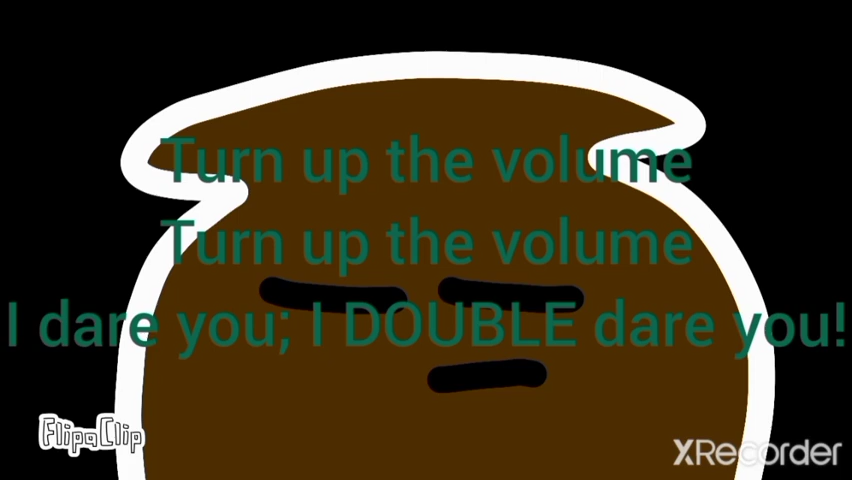 Turn up the volume
Turn up the volume
I dare you; I DOUBLE dare you!
FlipaClip
XRecorder